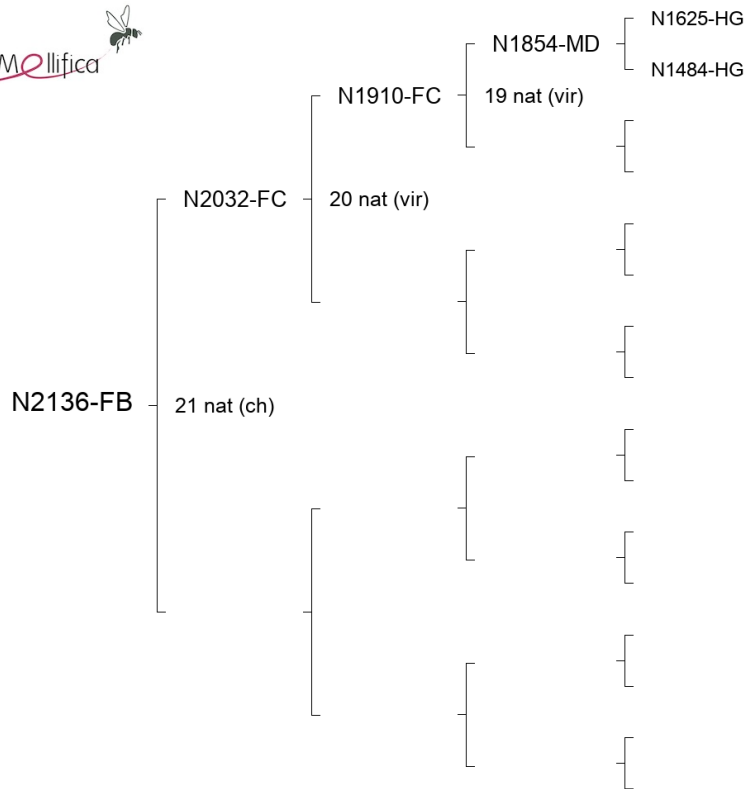 Mellifica
N1625-HG
N1854-MD
N1484-HG
N1910-FC
19 nat (vir)
N2032-FC
20 nat (vir)
N2136-FB
21 nat (ch)